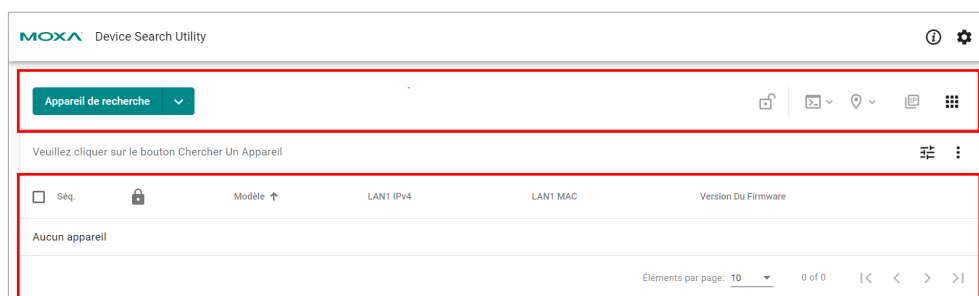 MOXA Device Search Utility
Appareil de recherche
IP
Veuillez cliquer sur le bouton Chercher Un Appareil
Séq. Modèle LAN1 IPv4 LAN1 MAC Version Du Firmware
Aucun appareil
Éléments par page: 10 0 of 0